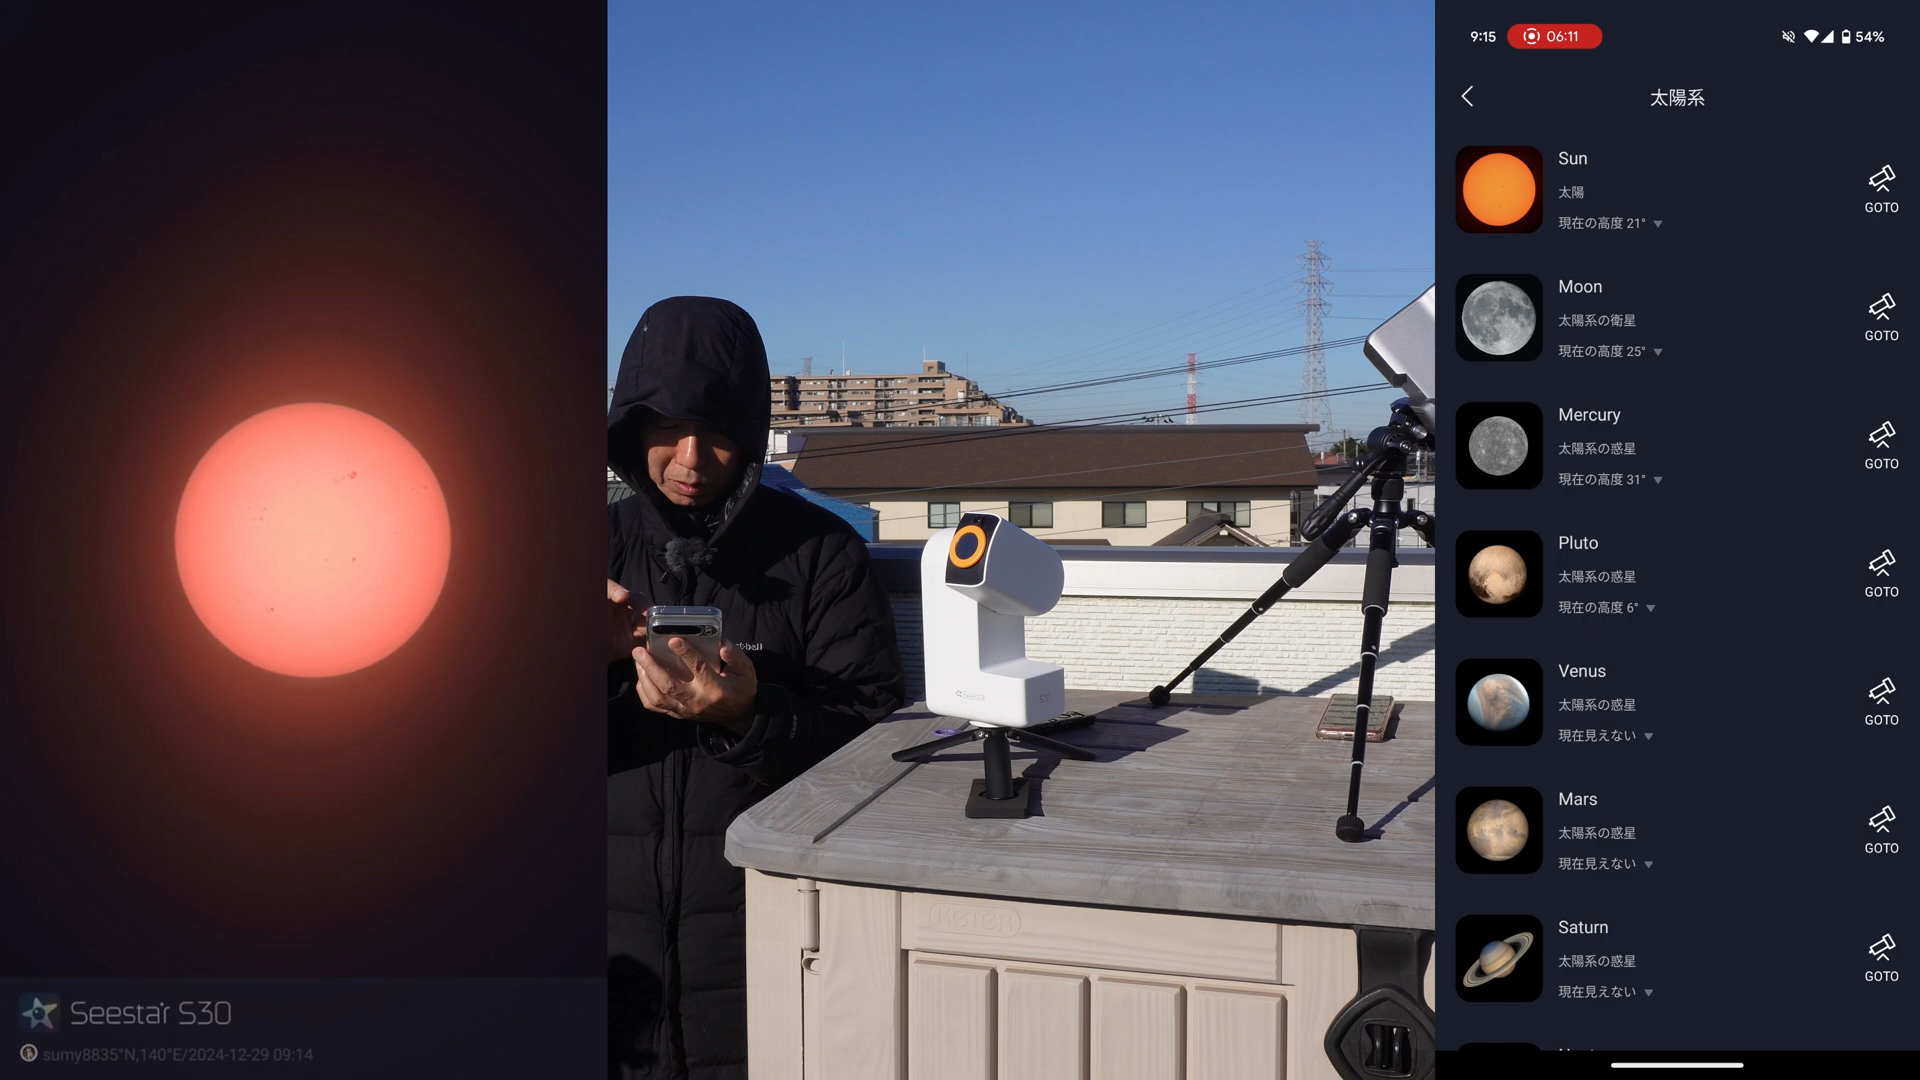 Seestar S30
sumy8835°N,140°E/2024-12-29 09:14
Seestar
S30
KETER
9:15
06:11
54%
太陽系
Sun
太陽
現在の高度 21°
GOTO
Moon
太陽系の衛星
現在の高度 25°
GOTO
Mercury
太陽系の惑星
現在の高度 31°
GOTO
Pluto
太陽系の惑星
現在の高度 6°
GOTO
Venus
太陽系の惑星
現在見えない
GOTO
Mars
太陽系の惑星
現在見えない
GOTO
Saturn
太陽系の惑星
現在見えない
GOTO